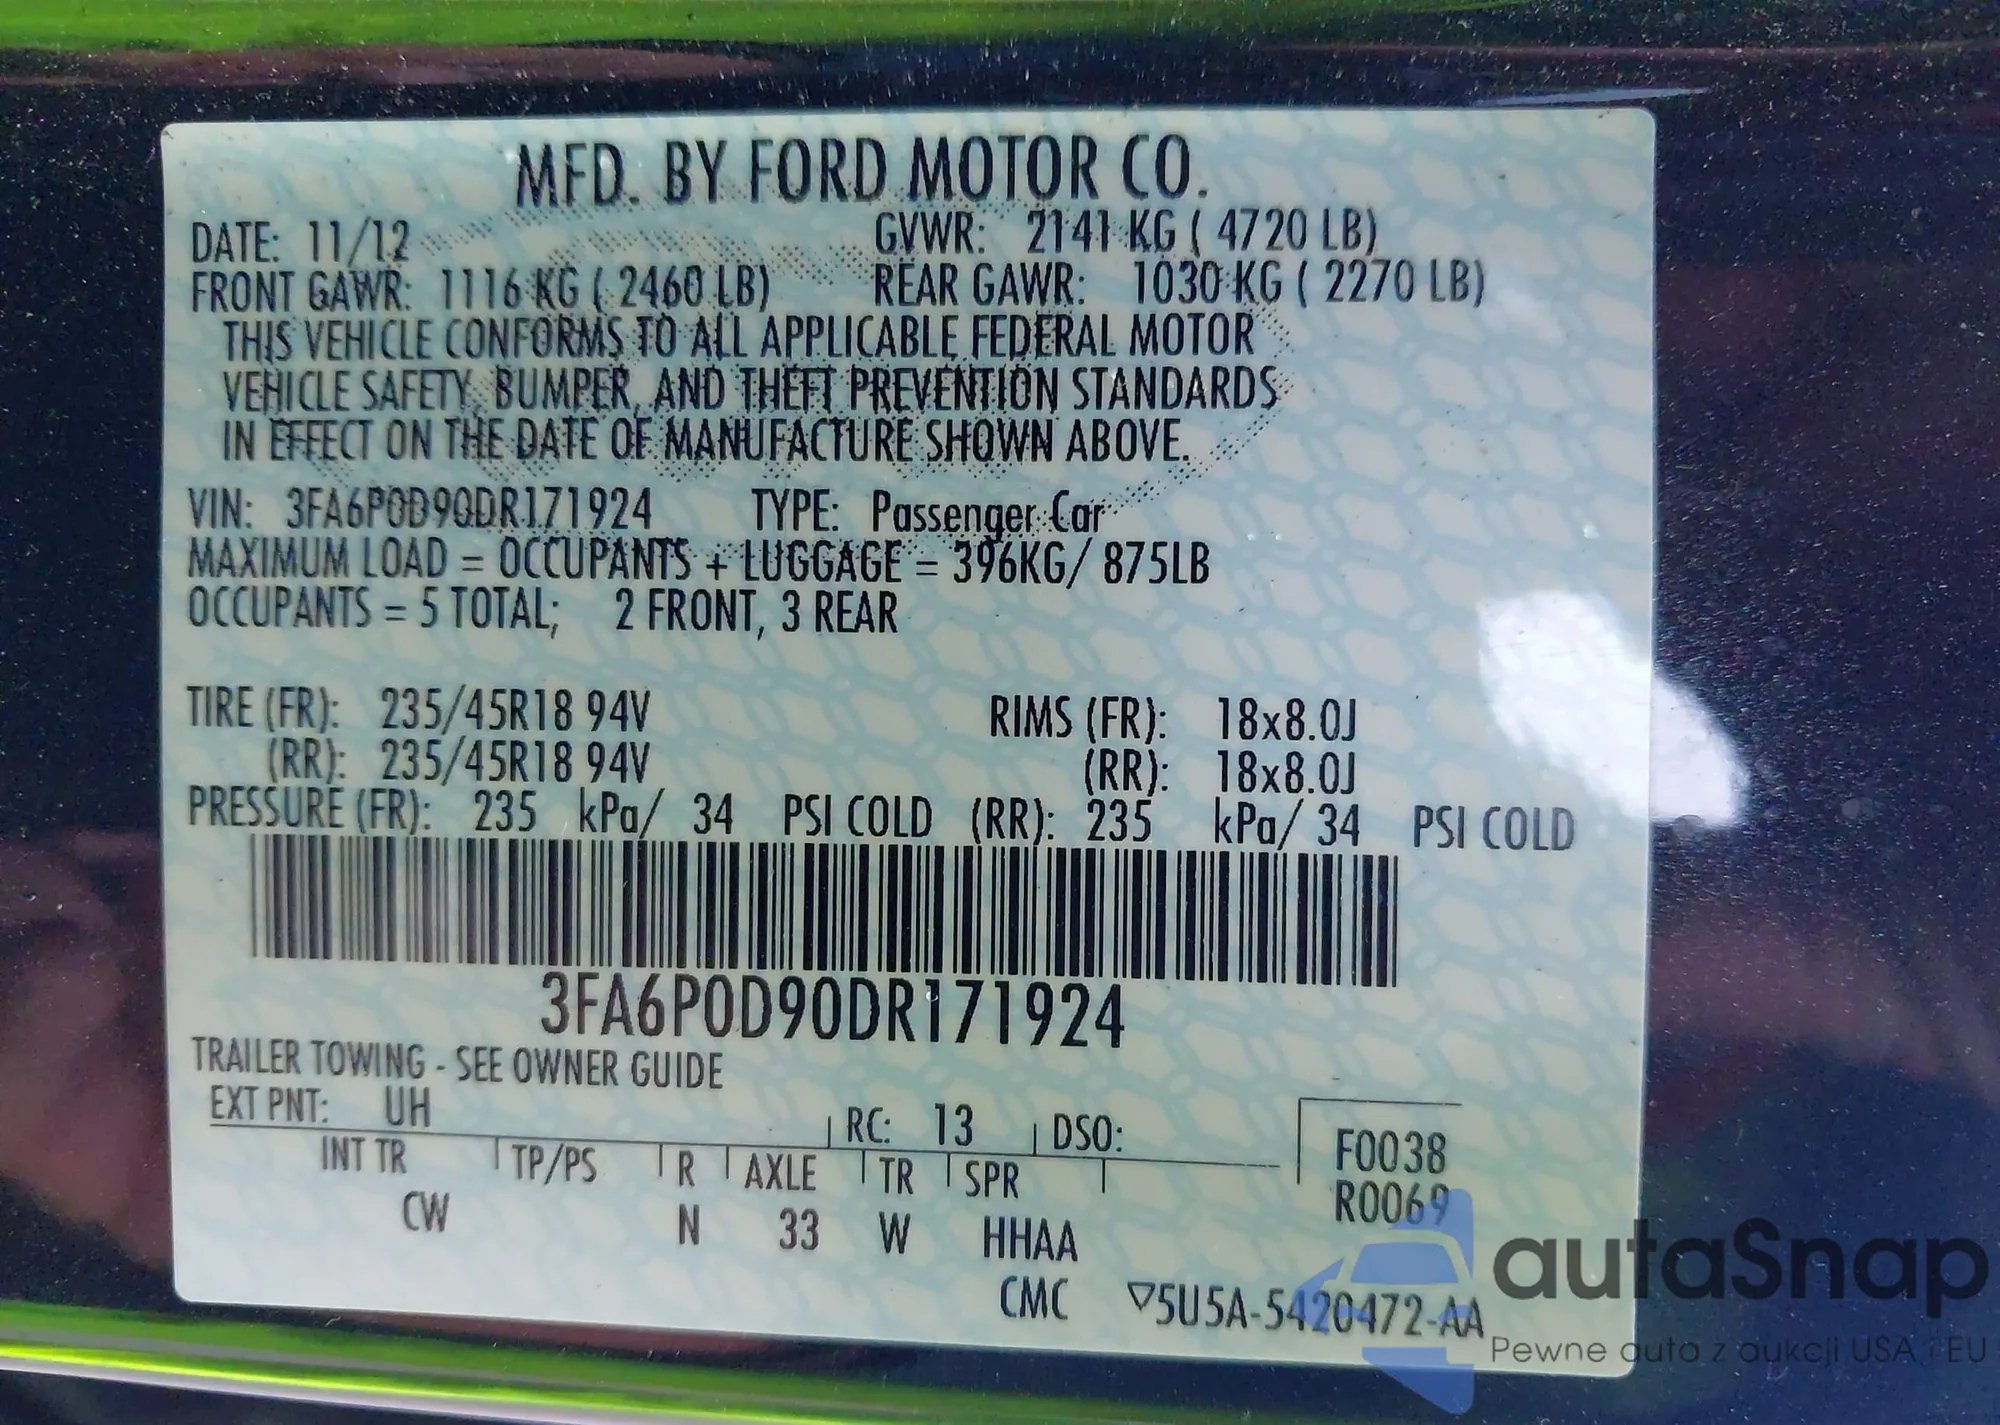 MFD. BY FORD MOTOR CO.
DATE: 11/12 GVWR: 2141 KG ( 4720 LB)
FRONT GAWR: 1116 KG ( 2460 LB) REAR GAWR: 1030 KG ( 2270 LB)
THIS VEHICLE CONFORMS TO ALL APPLICABLE FEDERAL MOTOR
VEHICLE SAFETY, BUMPER, AND THEFT PREVENTION STANDARDS
IN EFFECT ON THE DATE OF MANUFACTURE SHOWN ABOVE.
VIN: 3FA6P0D90DR171924 TYPE: Passenger Car
MAXIMUM LOAD = OCCUPANTS + LUGGAGE = 396KG/ 875LB
OCCUPANTS = 5 TOTAL; 2 FRONT, 3 REAR
TIRE (FR): 235/45R18 94V RIMS (FR): 18x8.0J
(RR): 235/45R18 94V (RR): 18x8.0J
PRESSURE (FR): 235 kPa/ 34 PSI COLD (RR): 235 kPa/ 34 PSI COLD
3FA6P0D90DR171924
TRAILER TOWING - SEE OWNER GUIDE
EXT PNT: UH RC: 13 DSO:
INT TR TP/PS R AXLE TR SPR
CW N 33 W HHAA
F0038
R0069
CMC ▽5U5A-5420472-AA
autaSnap
Pewne auta z aukcji USA i EU